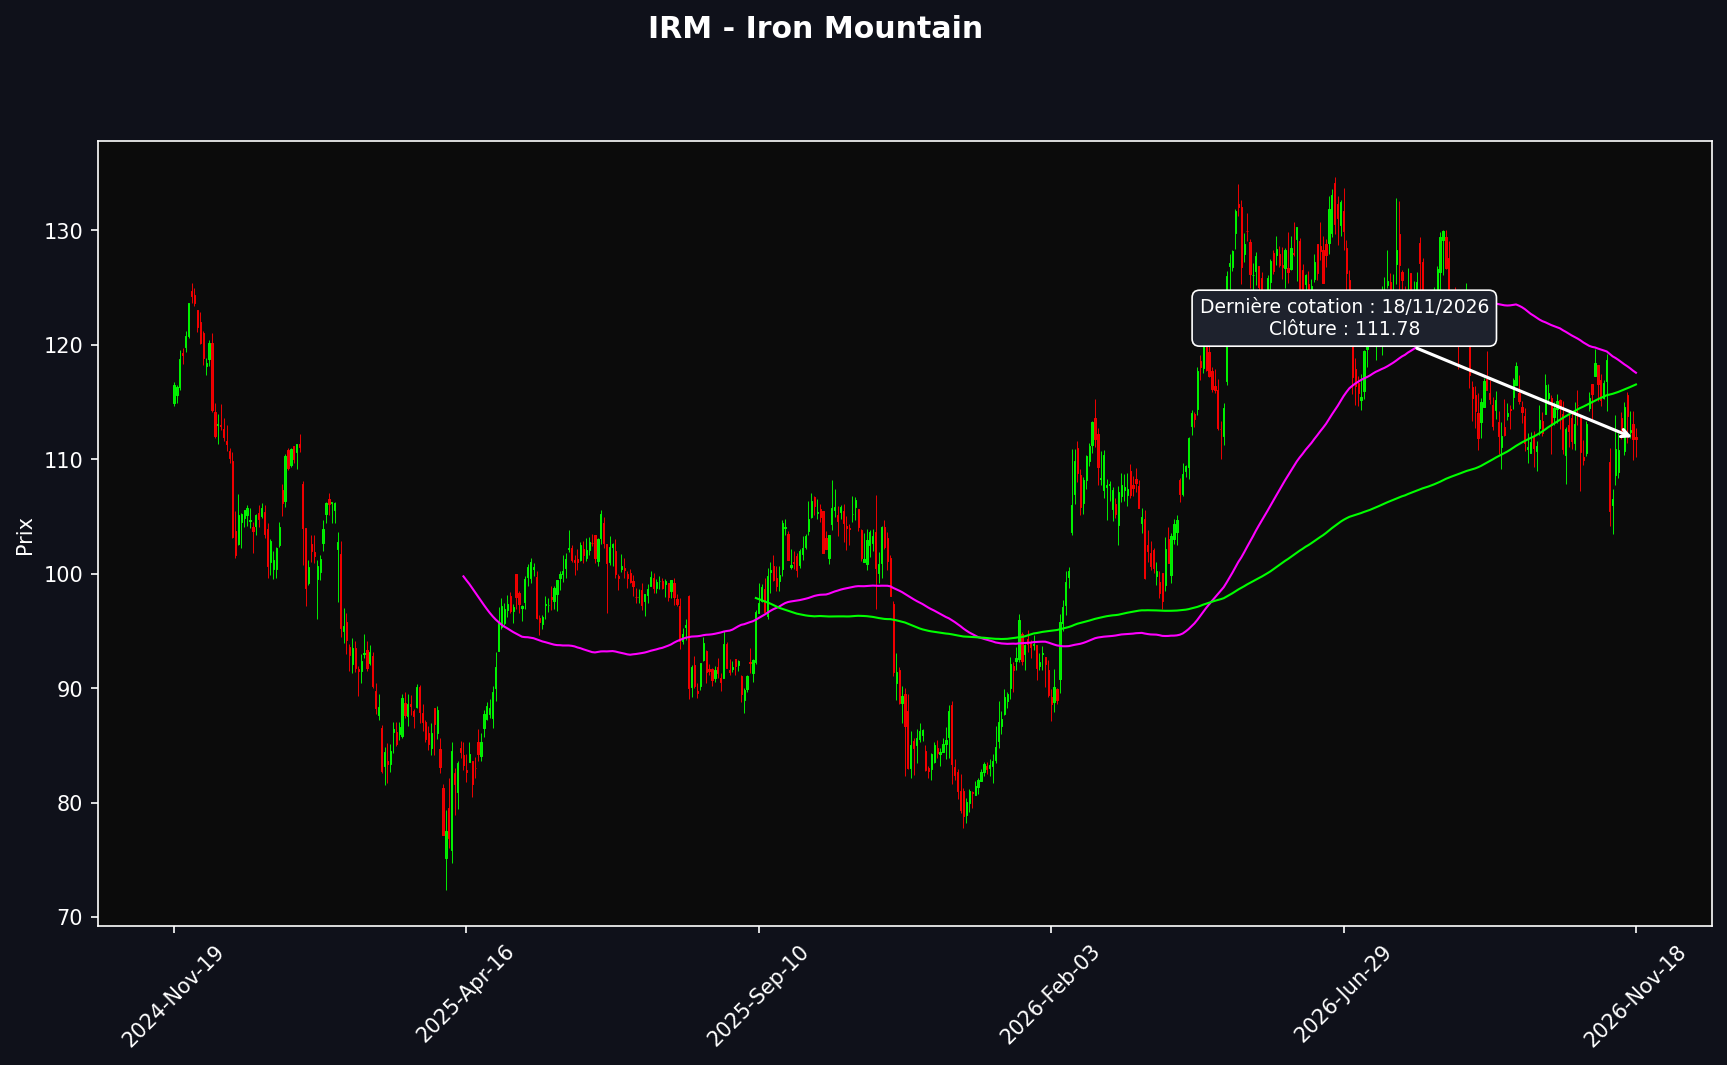 IRM - Iron Mountain
Prix
130
120
110
100
90
80
70
Dernière cotation : 18/11/2026
Clôture : 111.78
2024-Nov-19
2025-Apr-16
2025-Sep-10
2026-Feb-03
2026-Jun-29
2026-Nov-18